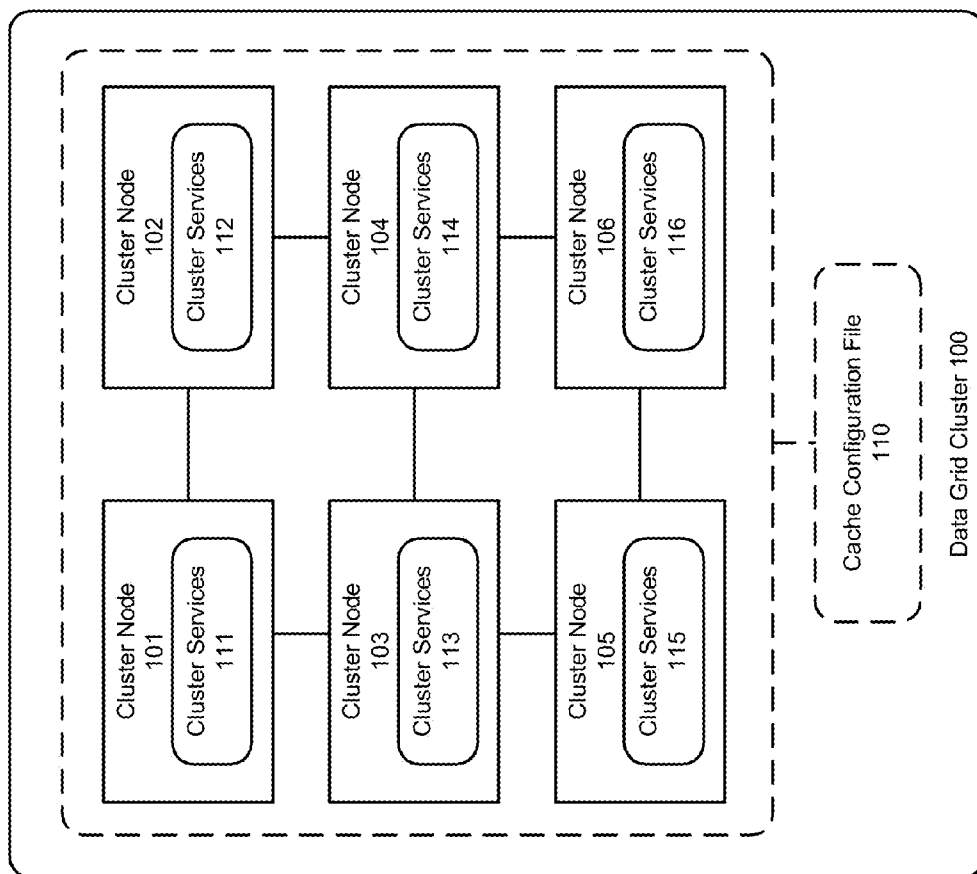 Cluster Node
101
Cluster Services
111
Cluster Node
102
Cluster Services
112
Cluster Node
103
Cluster Services
113
Cluster Node
104
Cluster Services
114
Cluster Node
105
Cluster Services
115
Cluster Node
106
Cluster Services
116
Cache Configuration File
110
Data Grid Cluster 100